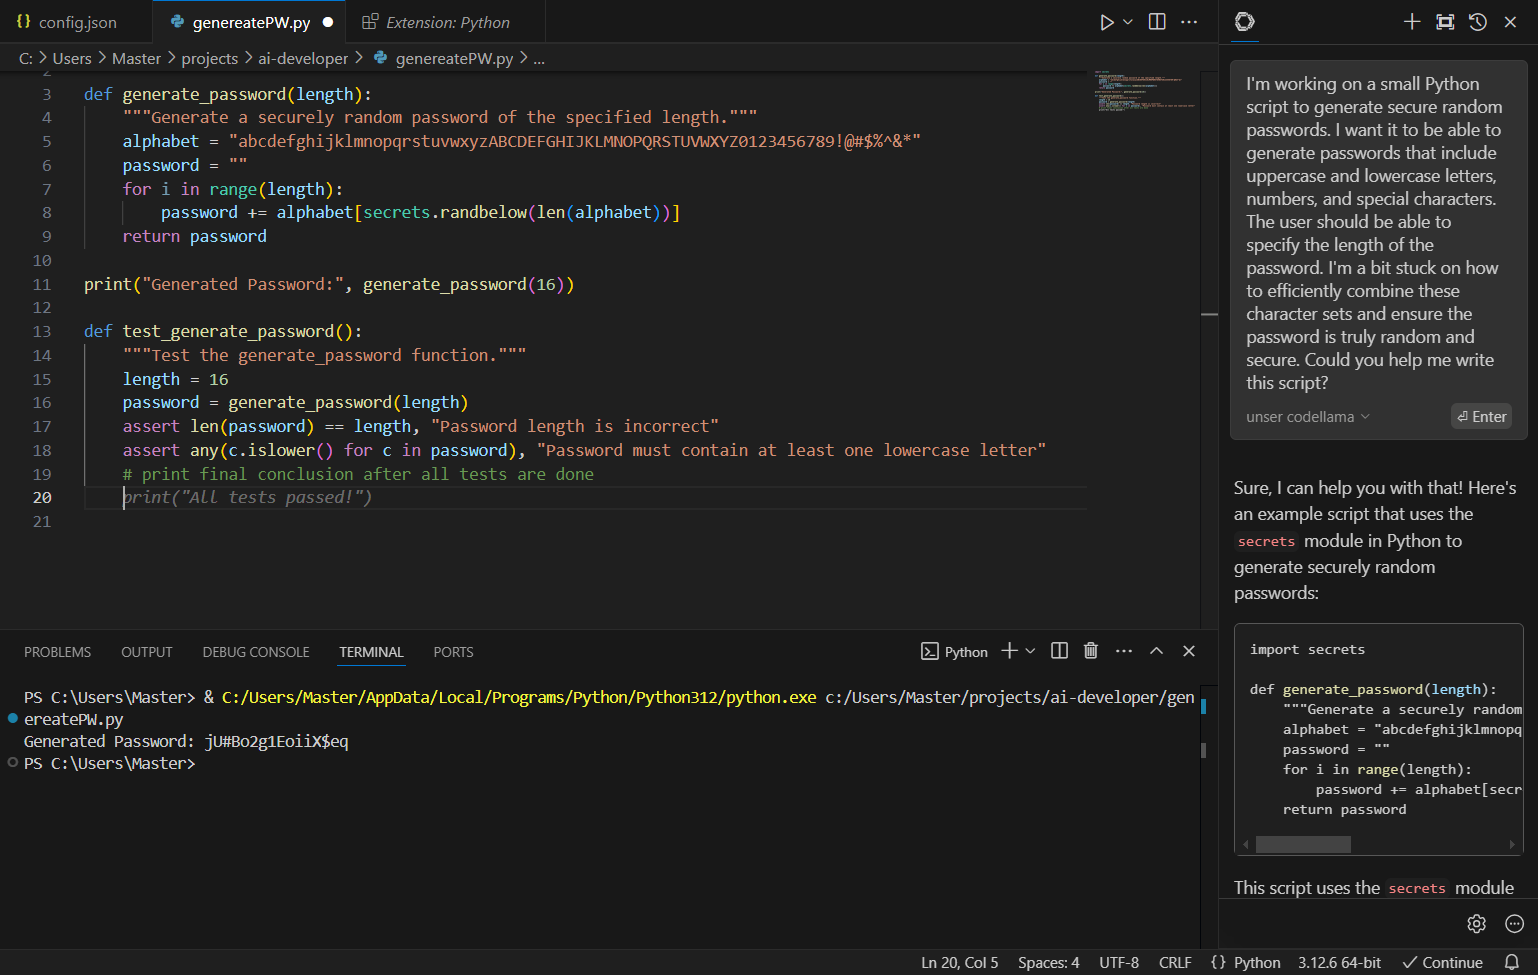 config.json
genereatePW.py
Extension: Python
C: > Users > Master > projects > ai-developer > genereatePW.py > ...
2
3 def generate_password(length):
4 """Generate a securely random password of the specified length."""
5 alphabet = "abcdefghijklmnopqrstuvwxyzABCDEFGHIJKLMNOPQRSTUVWXYZ0123456789!@#$%^&*"
6 password = ""
7 for i in range(length):
8 password += alphabet[secrets.randbelow(len(alphabet))]
9 return password
10
11 print("Generated Password:", generate_password(16))
12
13 def test_generate_password():
14 """Test the generate_password function."""
15 length = 16
16 password = generate_password(length)
17 assert len(password) == length, "Password length is incorrect"
18 assert any(c.islower() for c in password), "Password must contain at least one lowercase letter"
19 # print final conclusion after all tests are done
20 print("All tests passed!")
21
PROBLEMS OUTPUT DEBUG CONSOLE TERMINAL PORTS
Python
PS C:\Users\Master> & C:/Users/Master/AppData/Local/Programs/Python/Python312/python.exe c:/Users/Master/projects/ai-developer/gen
ereatePW.py
Generated Password: jU#Bo2g1EoiiX$eq
PS C:\Users\Master>
I'm working on a small Python
script to generate secure random
passwords. I want it to be able to
generate passwords that include
uppercase and lowercase letters,
numbers, and special characters.
The user should be able to
specify the length of the
password. I'm a bit stuck on how
to efficiently combine these
character sets and ensure the
password is truly random and
secure. Could you help me write
this script?
unser codellama
⏎ Enter
Sure, I can help you with that! Here's
an example script that uses the
secrets module in Python to
generate securely random
passwords:
import secrets
def generate_password(length):
"""Generate a securely random
alphabet = "abcdefghijklmnopq
password = ""
for i in range(length):
password += alphabet[secr
return password
This script uses the secrets module
Ln 20, Col 5 Spaces: 4 UTF-8 CRLF {} Python 3.12.6 64-bit ✓ Continue